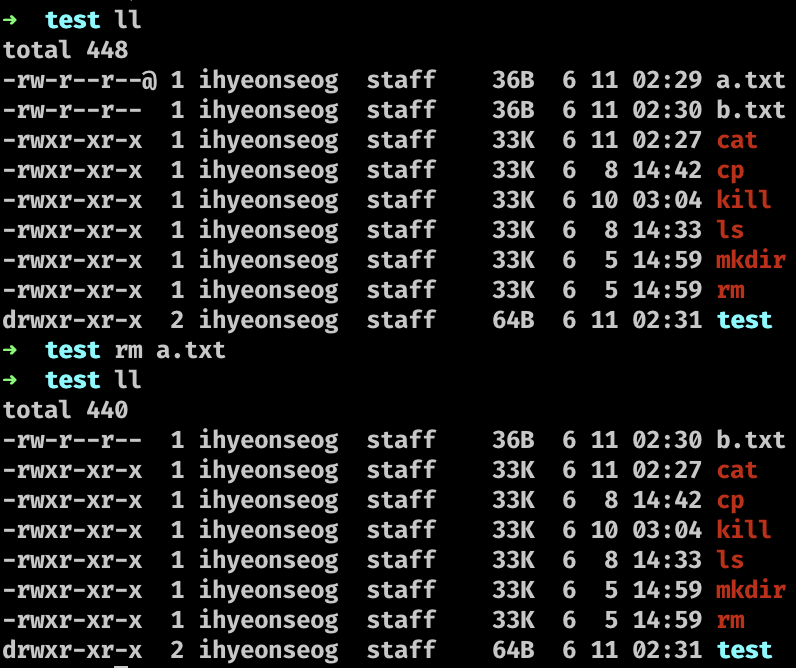 ➜  test ll
total 448
-rw-r--r--@ 1 ihyeonseog  staff    36B  6 11 02:29 a.txt
-rw-r--r--  1 ihyeonseog  staff    36B  6 11 02:30 b.txt
-rwxr-xr-x  1 ihyeonseog  staff    33K  6 11 02:27 cat
-rwxr-xr-x  1 ihyeonseog  staff    33K  6  8 14:42 cp
-rwxr-xr-x  1 ihyeonseog  staff    33K  6 10 03:04 kill
-rwxr-xr-x  1 ihyeonseog  staff    33K  6  8 14:33 ls
-rwxr-xr-x  1 ihyeonseog  staff    33K  6  5 14:59 mkdir
-rwxr-xr-x  1 ihyeonseog  staff    33K  6  5 14:59 rm
drwxr-xr-x  2 ihyeonseog  staff    64B  6 11 02:31 test
➜  test rm a.txt
➜  test ll
total 440
-rw-r--r--  1 ihyeonseog  staff    36B  6 11 02:30 b.txt
-rwxr-xr-x  1 ihyeonseog  staff    33K  6 11 02:27 cat
-rwxr-xr-x  1 ihyeonseog  staff    33K  6  8 14:42 cp
-rwxr-xr-x  1 ihyeonseog  staff    33K  6 10 03:04 kill
-rwxr-xr-x  1 ihyeonseog  staff    33K  6  8 14:33 ls
-rwxr-xr-x  1 ihyeonseog  staff    33K  6  5 14:59 mkdir
-rwxr-xr-x  1 ihyeonseog  staff    33K  6  5 14:59 rm
drwxr-xr-x  2 ihyeonseog  staff    64B  6 11 02:31 test